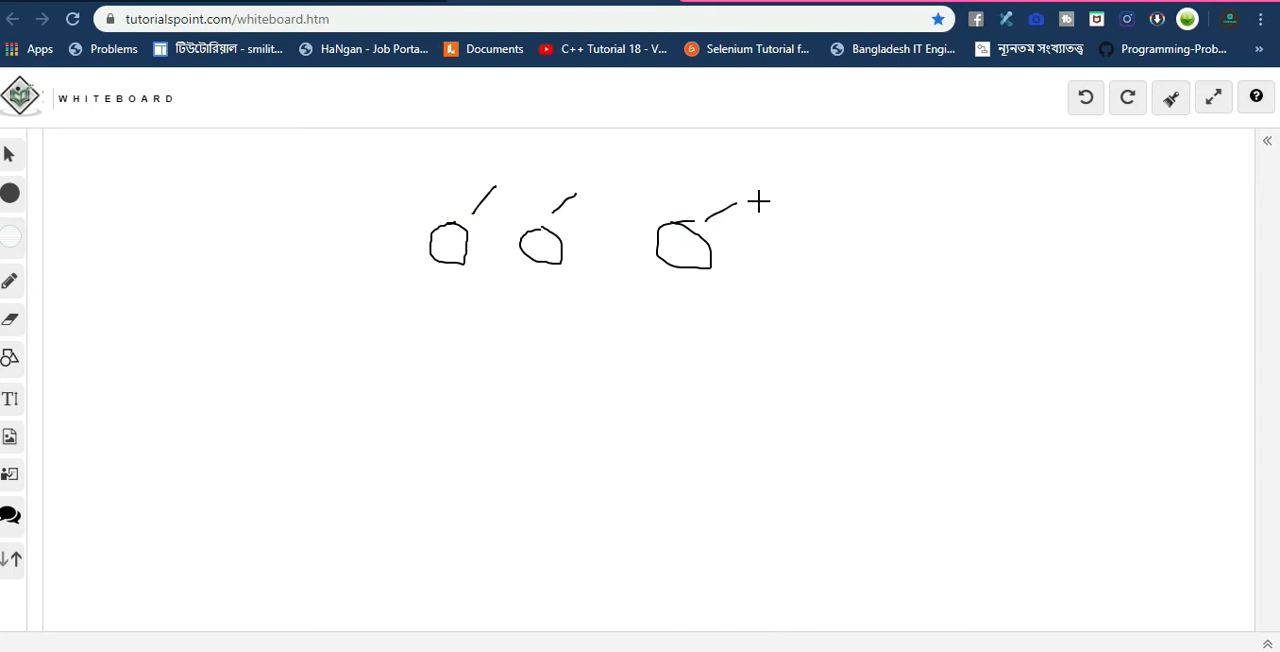 tutorialspoint.com/whiteboard.htm
Apps Problems টিউটোরিয়াল - smilit... HaNgan - Job Porta... Documents C++ Tutorial 18 - V... Selenium Tutorial f... Bangladesh IT Engi... ন্যূনতম সংখ্যাতত্ত্ব Programming-Prob... »
WHITEBOARD